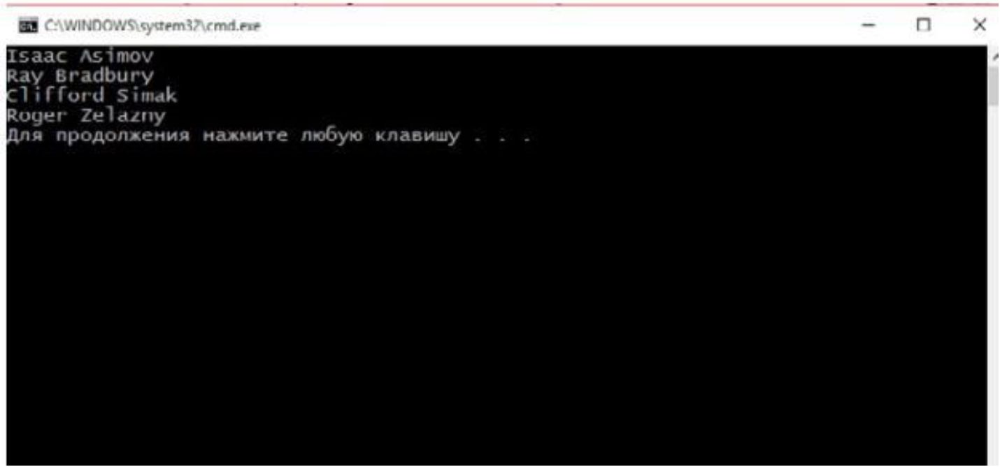 C:\WINDOWS\system32\cmd.exe
Isaac Asimov
Ray Bradbury
Clifford Simak
Roger Zelazny
Для продолжения нажмите любую клавишу . . .